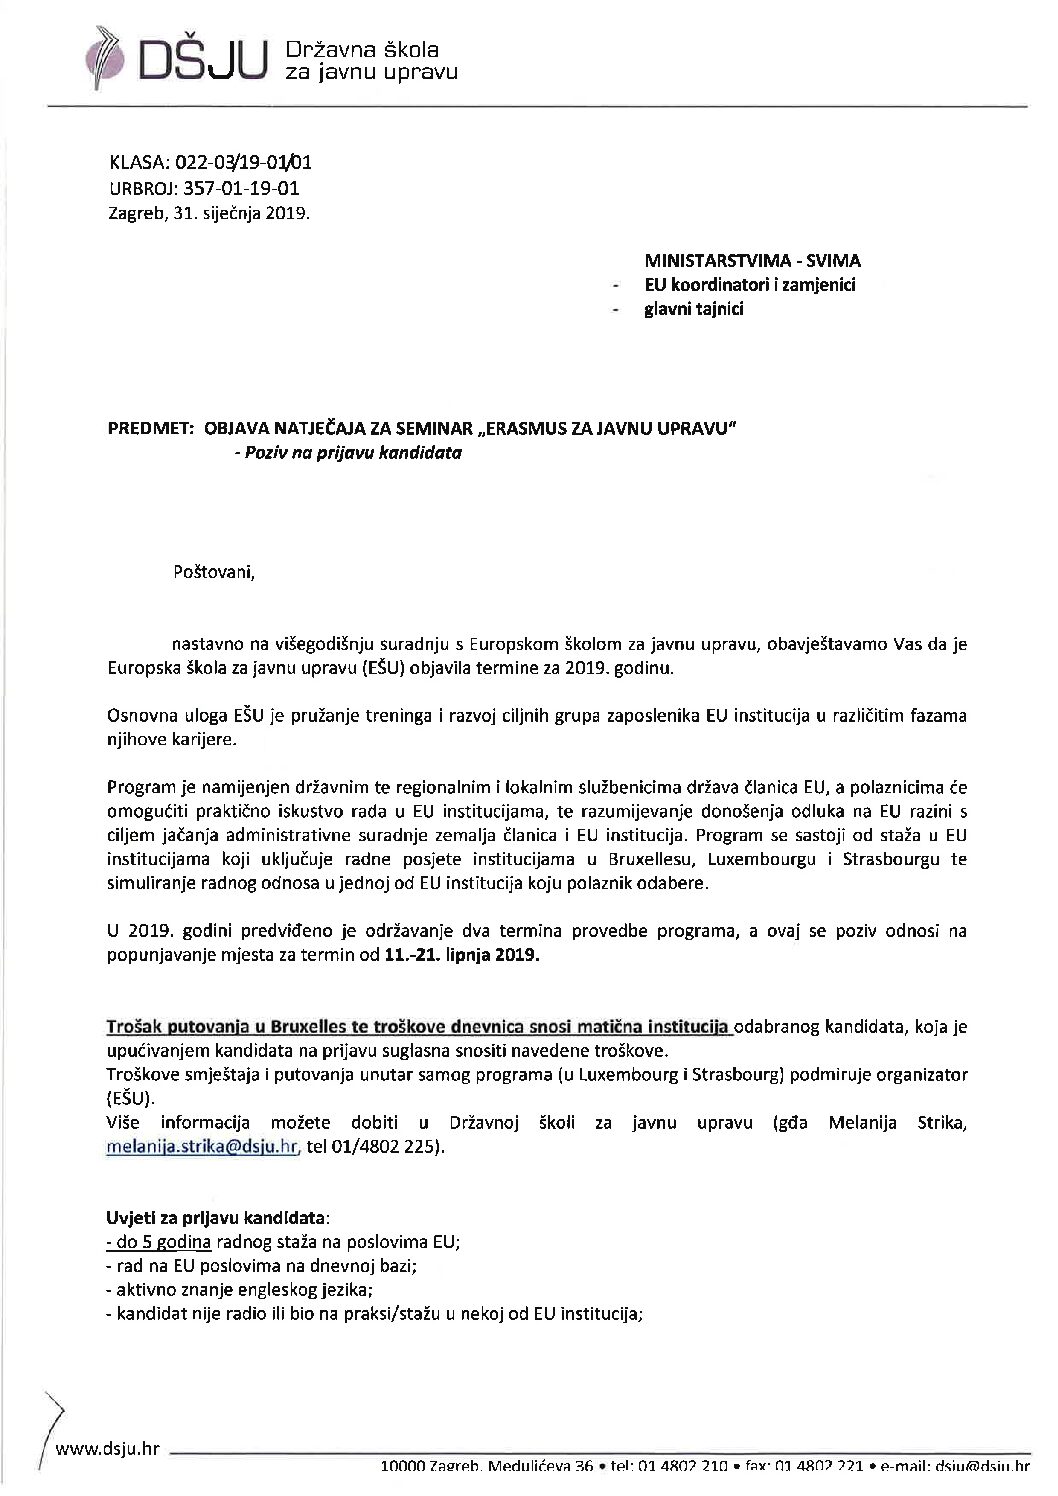 DŠJU Državna škola
za javnu upravu
KLASA: 022-03/19-01/01
URBROJ: 357-01-19-01
Zagreb, 31. siječnja 2019.
MINISTARSTVIMA - SVIMA
- EU koordinatori i zamjenici
- glavni tajnici
PREDMET: OBJAVA NATJEČAJA ZA SEMINAR „ERASMUS ZA JAVNU UPRAVU"
- Poziv na prijavu kandidata
Poštovani,
nastavno na višegodišnju suradnju s Europskom školom za javnu upravu, obavještavamo Vas da je
Europska škola za javnu upravu (EŠU) objavila termine za 2019. godinu.
Osnovna uloga EŠU je pružanje treninga i razvoj ciljnih grupa zaposlenika EU institucija u različitim fazama
njihove karijere.
Program je namijenjen državnim te regionalnim i lokalnim službenicima država članica EU, a polaznicima će
omogućiti praktično iskustvo rada u EU institucijama, te razumijevanje donošenja odluka na EU razini s
ciljem jačanja administrativne suradnje zemalja članica i EU institucija. Program se sastoji od staža u EU
institucijama koji uključuje radne posjete institucijama u Bruxellesu, Luxembourgu i Strasbourgu te
simuliranje radnog odnosa u jednoj od EU institucija koju polaznik odabere.
U 2019. godini predviđeno je održavanje dva termina provedbe programa, a ovaj se poziv odnosi na
popunjavanje mjesta za termin od 11.-21. lipnja 2019.
Trošak putovanja u Bruxelles te troškove dnevnica snosi matična institucija odabranog kandidata, koja je
upućivanjem kandidata na prijavu suglasna snositi navedene troškove.
Troškove smještaja i putovanja unutar samog programa (u Luxembourg i Strasbourg) podmiruje organizator
(EŠU).
Više informacija možete dobiti u Državnoj školi za javnu upravu (gđa Melanija Strika,
melanija.strika@dsju.hr, tel 01/4802 225).
Uvjeti za prijavu kandidata:
- do 5 godina radnog staža na poslovima EU;
- rad na EU poslovima na dnevnoj bazi;
- aktivno znanje engleskog jezika;
- kandidat nije radio ili bio na praksi/stažu u nekoj od EU institucija;
www.dsju.hr
10000 Zagreb, Medulićeva 36 • tel: 01 4802 210 • fax: 01 4802 221 • e-mail: dsju@dsju.hr